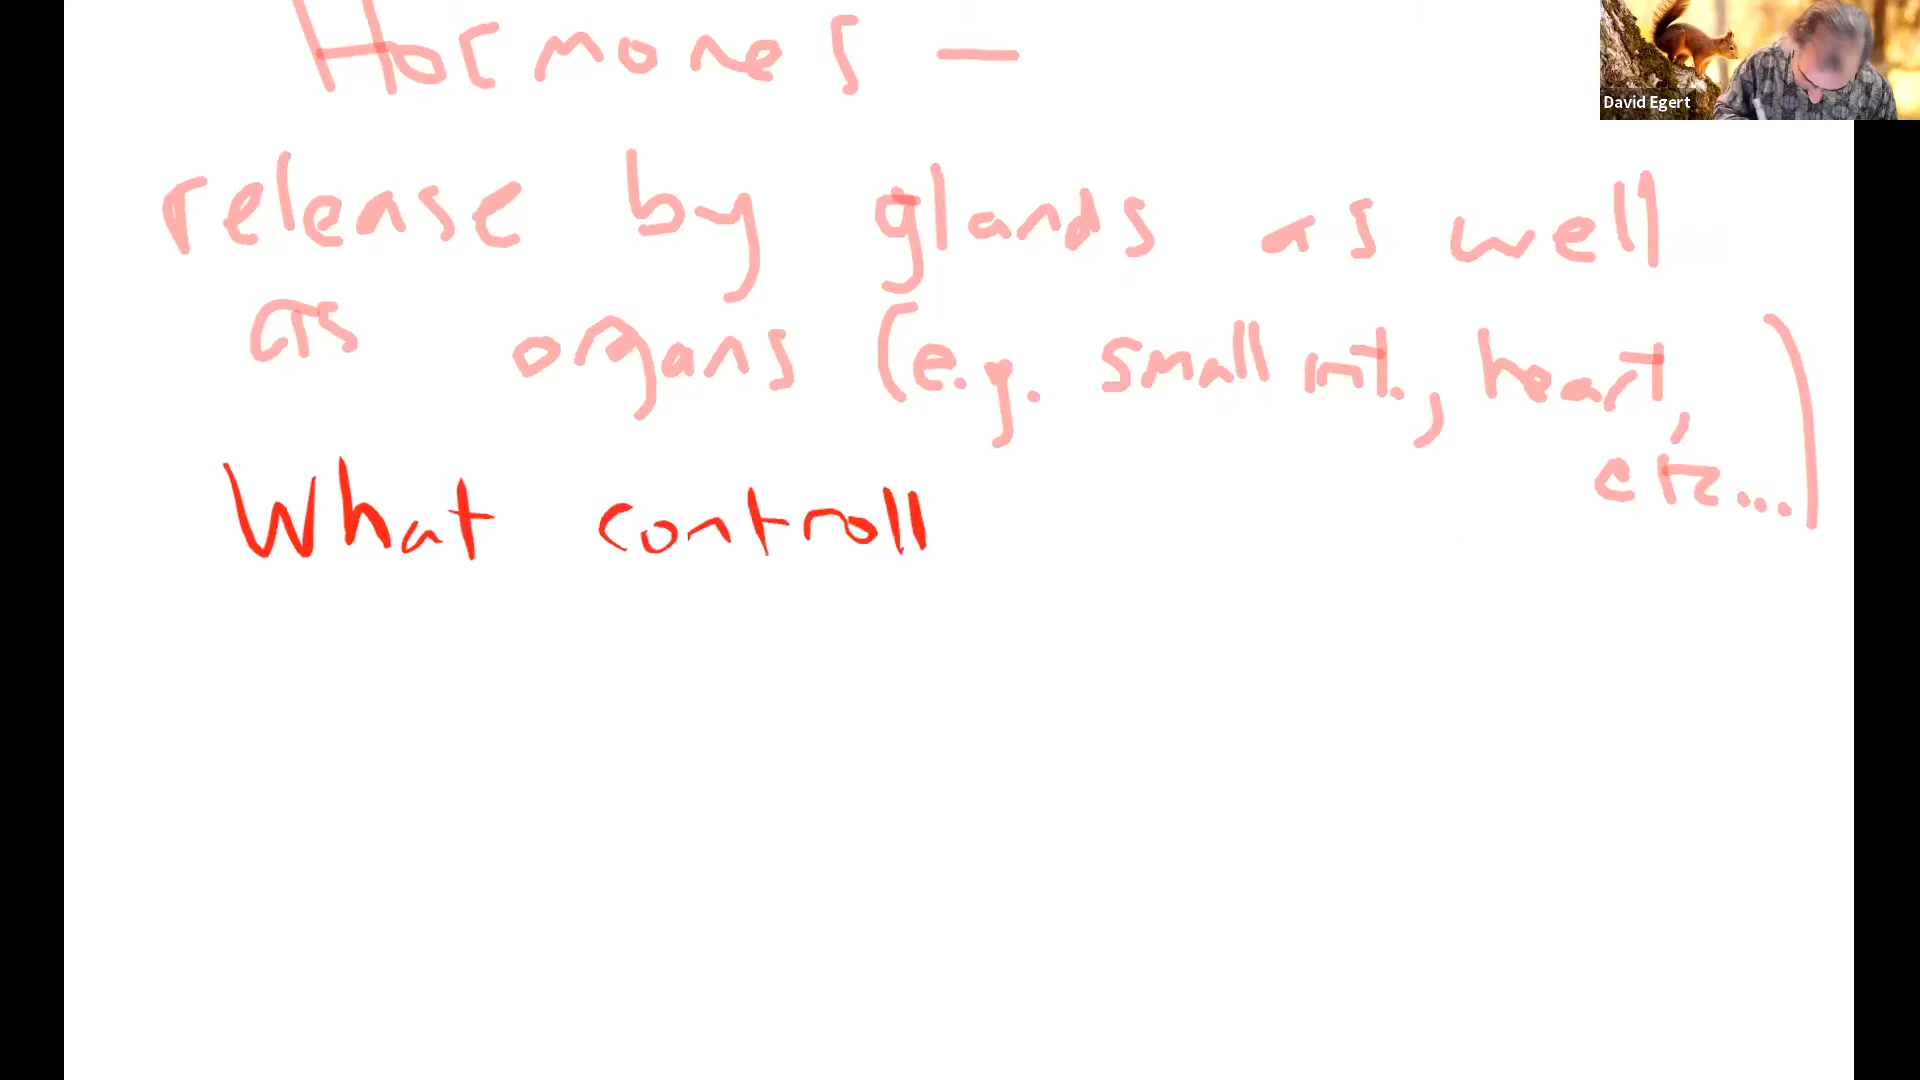 Hormones —
David Egert
release by glands as well
as organs (e.g. small int., heart,
etc...)
What controll